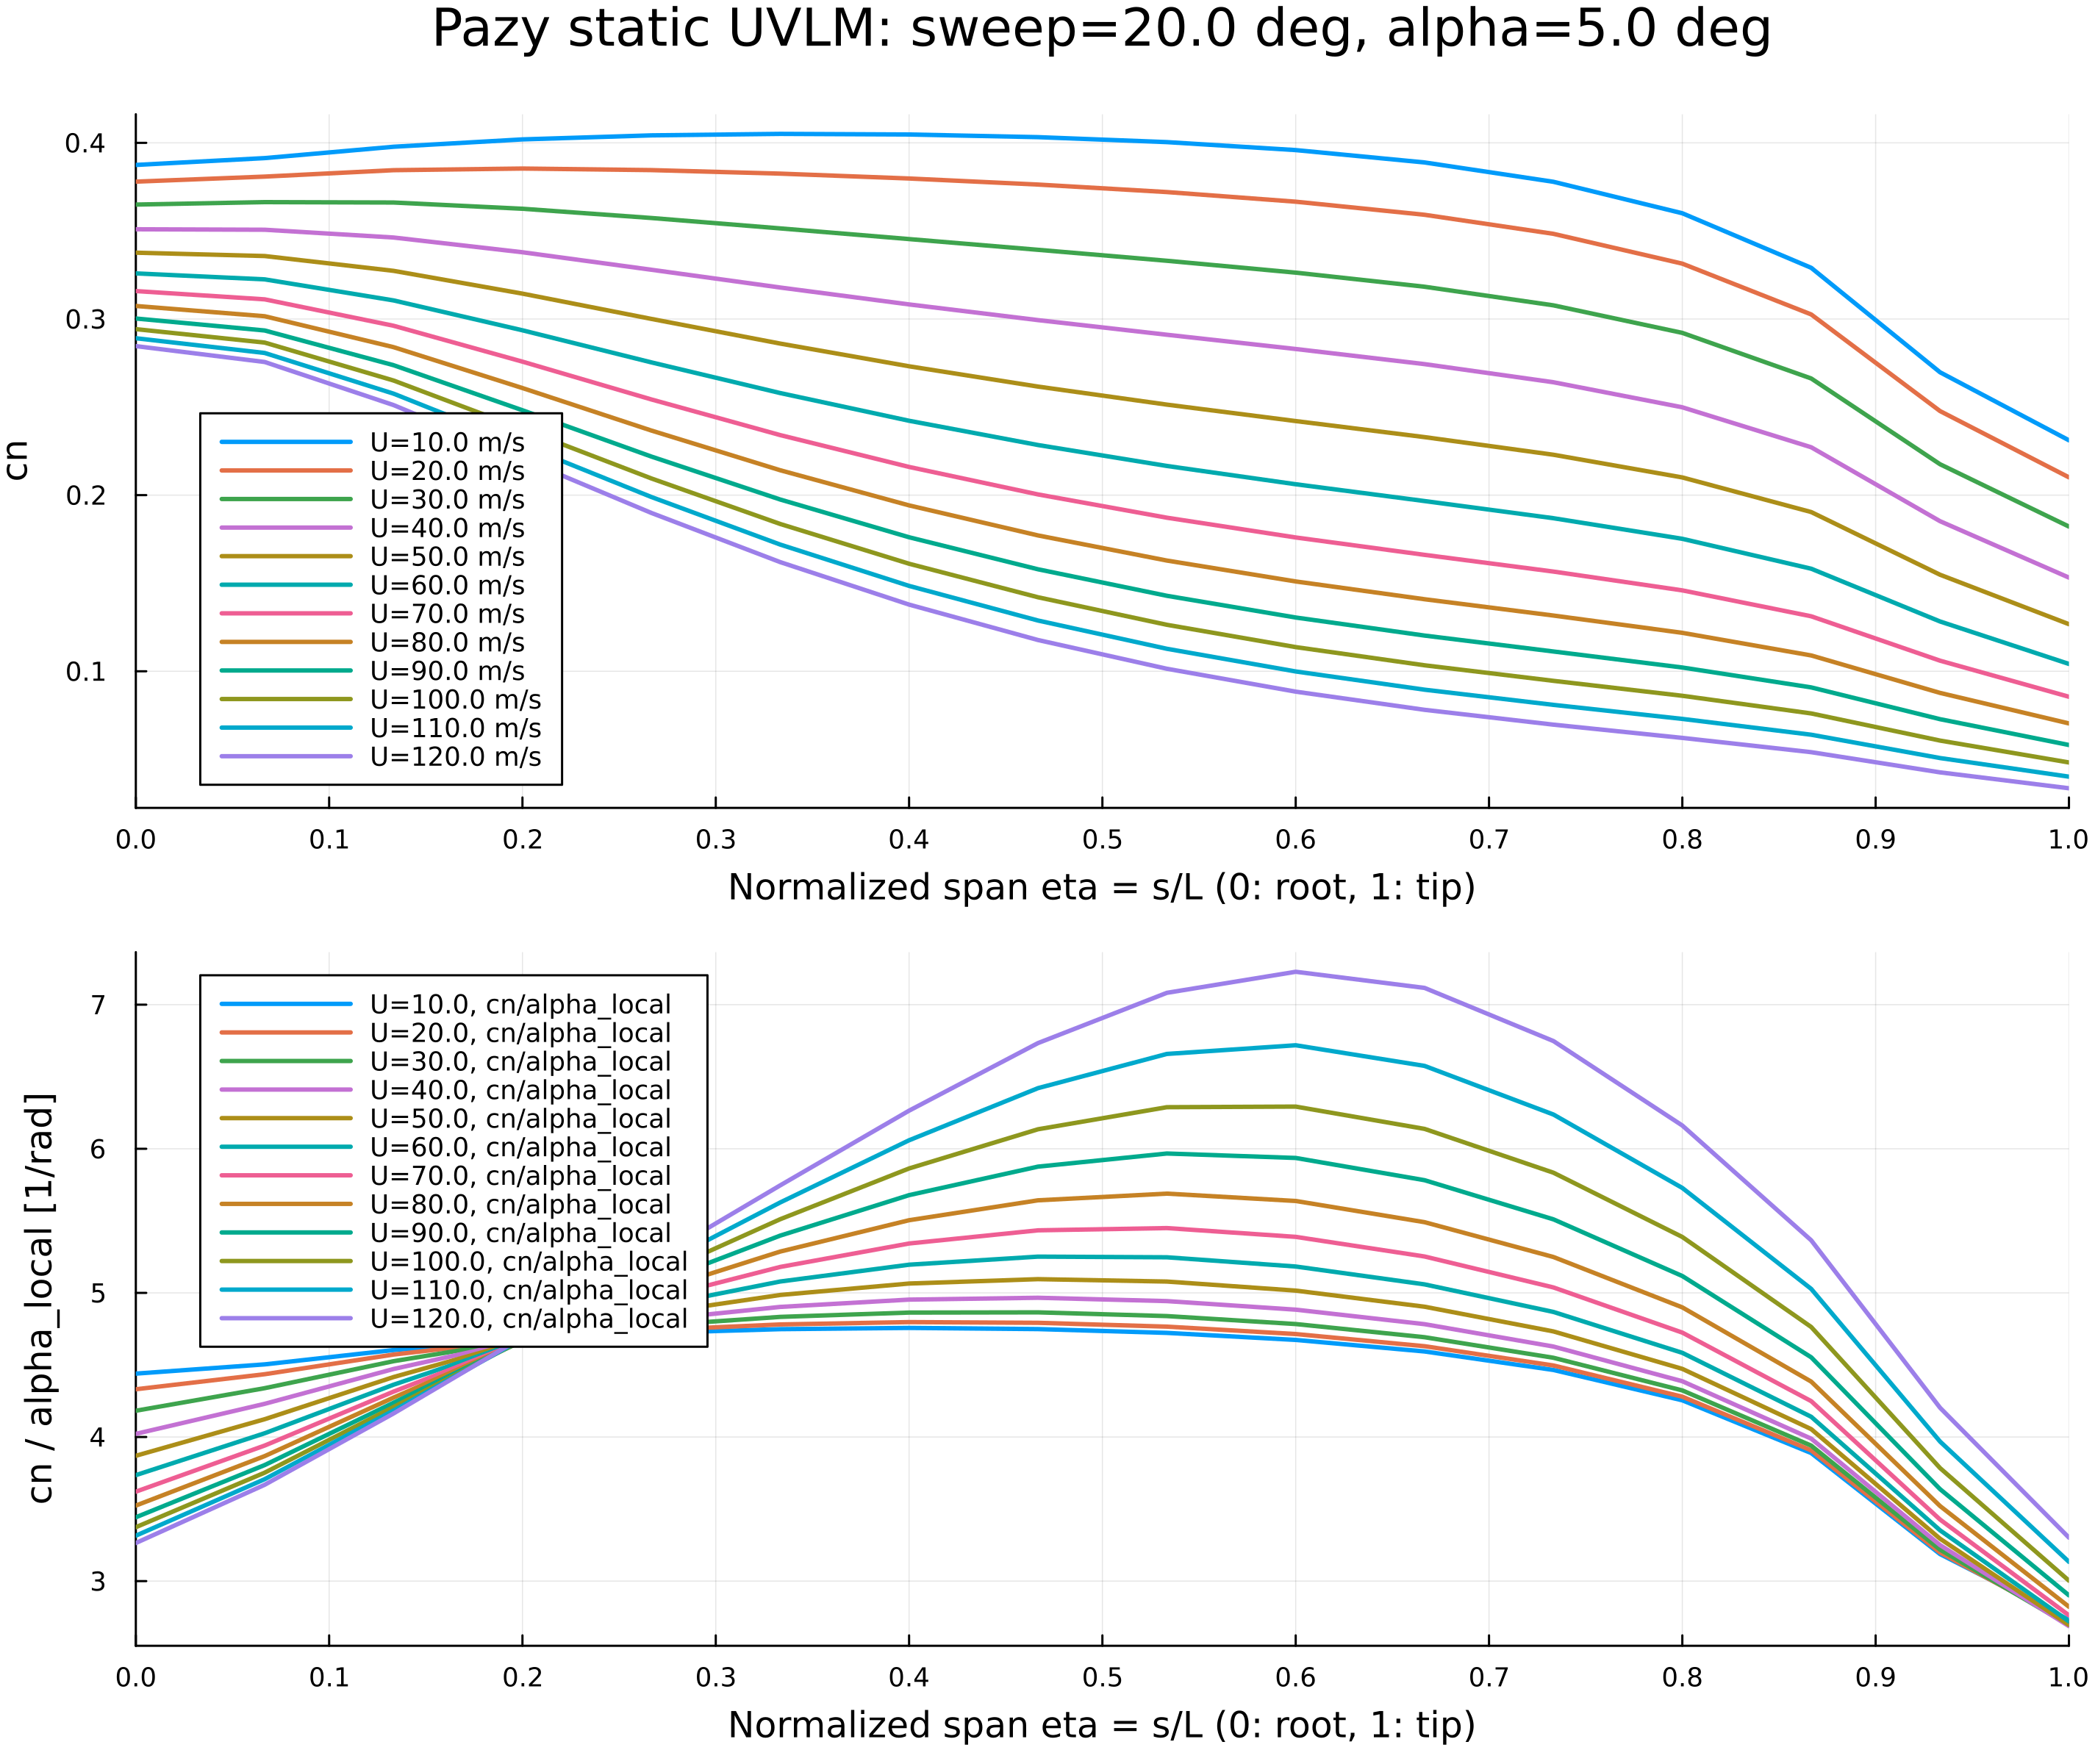 Pazy static UVLM: sweep=20.0 deg, alpha=5.0 deg
cn
0.4
0.3
0.2
0.1
U=10.0 m/s
U=20.0 m/s
U=30.0 m/s
U=40.0 m/s
U=50.0 m/s
U=60.0 m/s
U=70.0 m/s
U=80.0 m/s
U=90.0 m/s
U=100.0 m/s
U=110.0 m/s
U=120.0 m/s
0.0 0.1 0.2 0.3 0.4 0.5 0.6 0.7 0.8 0.9 1.0
Normalized span eta = s/L (0: root, 1: tip)
cn / alpha_local [1/rad]
7
6
5
4
3
U=10.0, cn/alpha_local
U=20.0, cn/alpha_local
U=30.0, cn/alpha_local
U=40.0, cn/alpha_local
U=50.0, cn/alpha_local
U=60.0, cn/alpha_local
U=70.0, cn/alpha_local
U=80.0, cn/alpha_local
U=90.0, cn/alpha_local
U=100.0, cn/alpha_local
U=110.0, cn/alpha_local
U=120.0, cn/alpha_local
0.0 0.1 0.2 0.3 0.4 0.5 0.6 0.7 0.8 0.9 1.0
Normalized span eta = s/L (0: root, 1: tip)